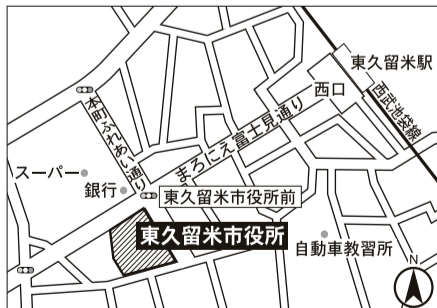 東久留米駅
西口
西武池袋線
本町ふれあい通り
まろにえ富士見通り
スーパー
銀行
東久留米市役所前
東久留米市役所
自動車教習所
N